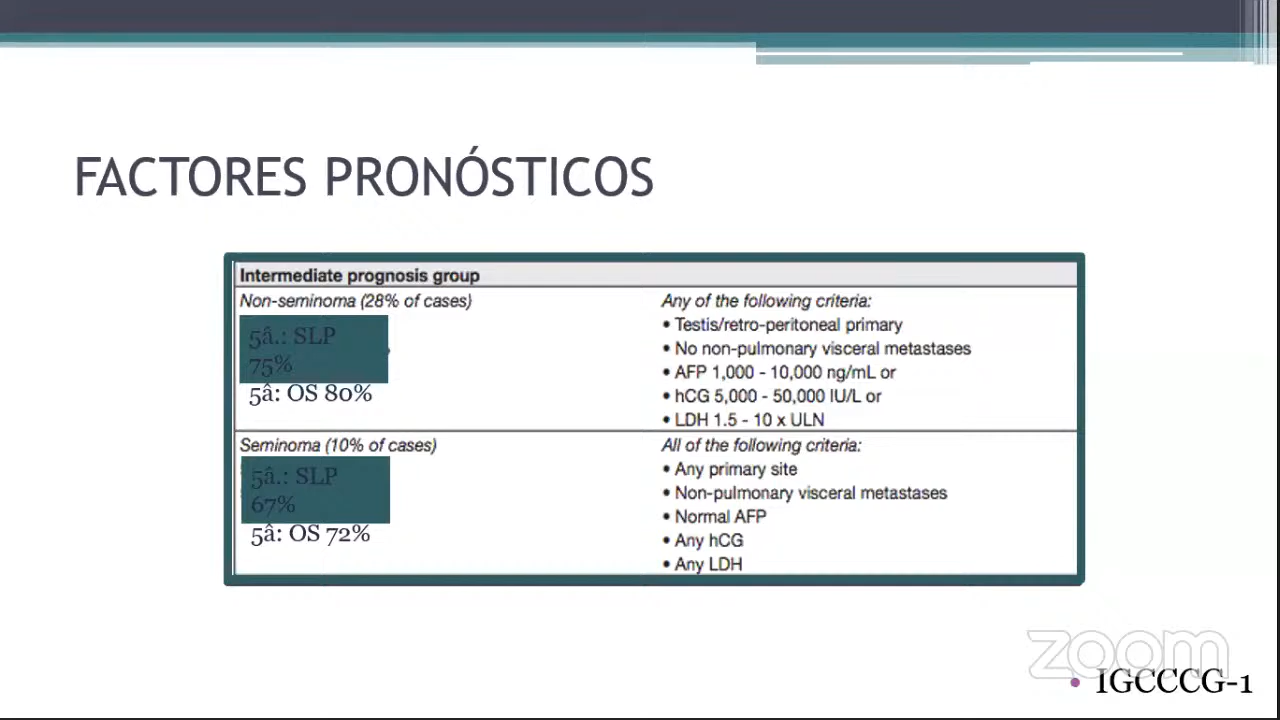 FACTORES PRONÓSTICOS
Intermediate prognosis group
Non-seminoma (28% of cases)
5â.: SLP
75%
5â: OS 80%
Any of the following criteria:
• Testis/retro-peritoneal primary
• No non-pulmonary visceral metastases
• AFP 1,000 - 10,000 ng/mL or
• hCG 5,000 - 50,000 IU/L or
• LDH 1.5 - 10 x ULN
Seminoma (10% of cases)
5â.: SLP
67%
5â: OS 72%
All of the following criteria:
• Any primary site
• Non-pulmonary visceral metastases
• Normal AFP
• Any hCG
• Any LDH
zoom
• IGCCCG-1